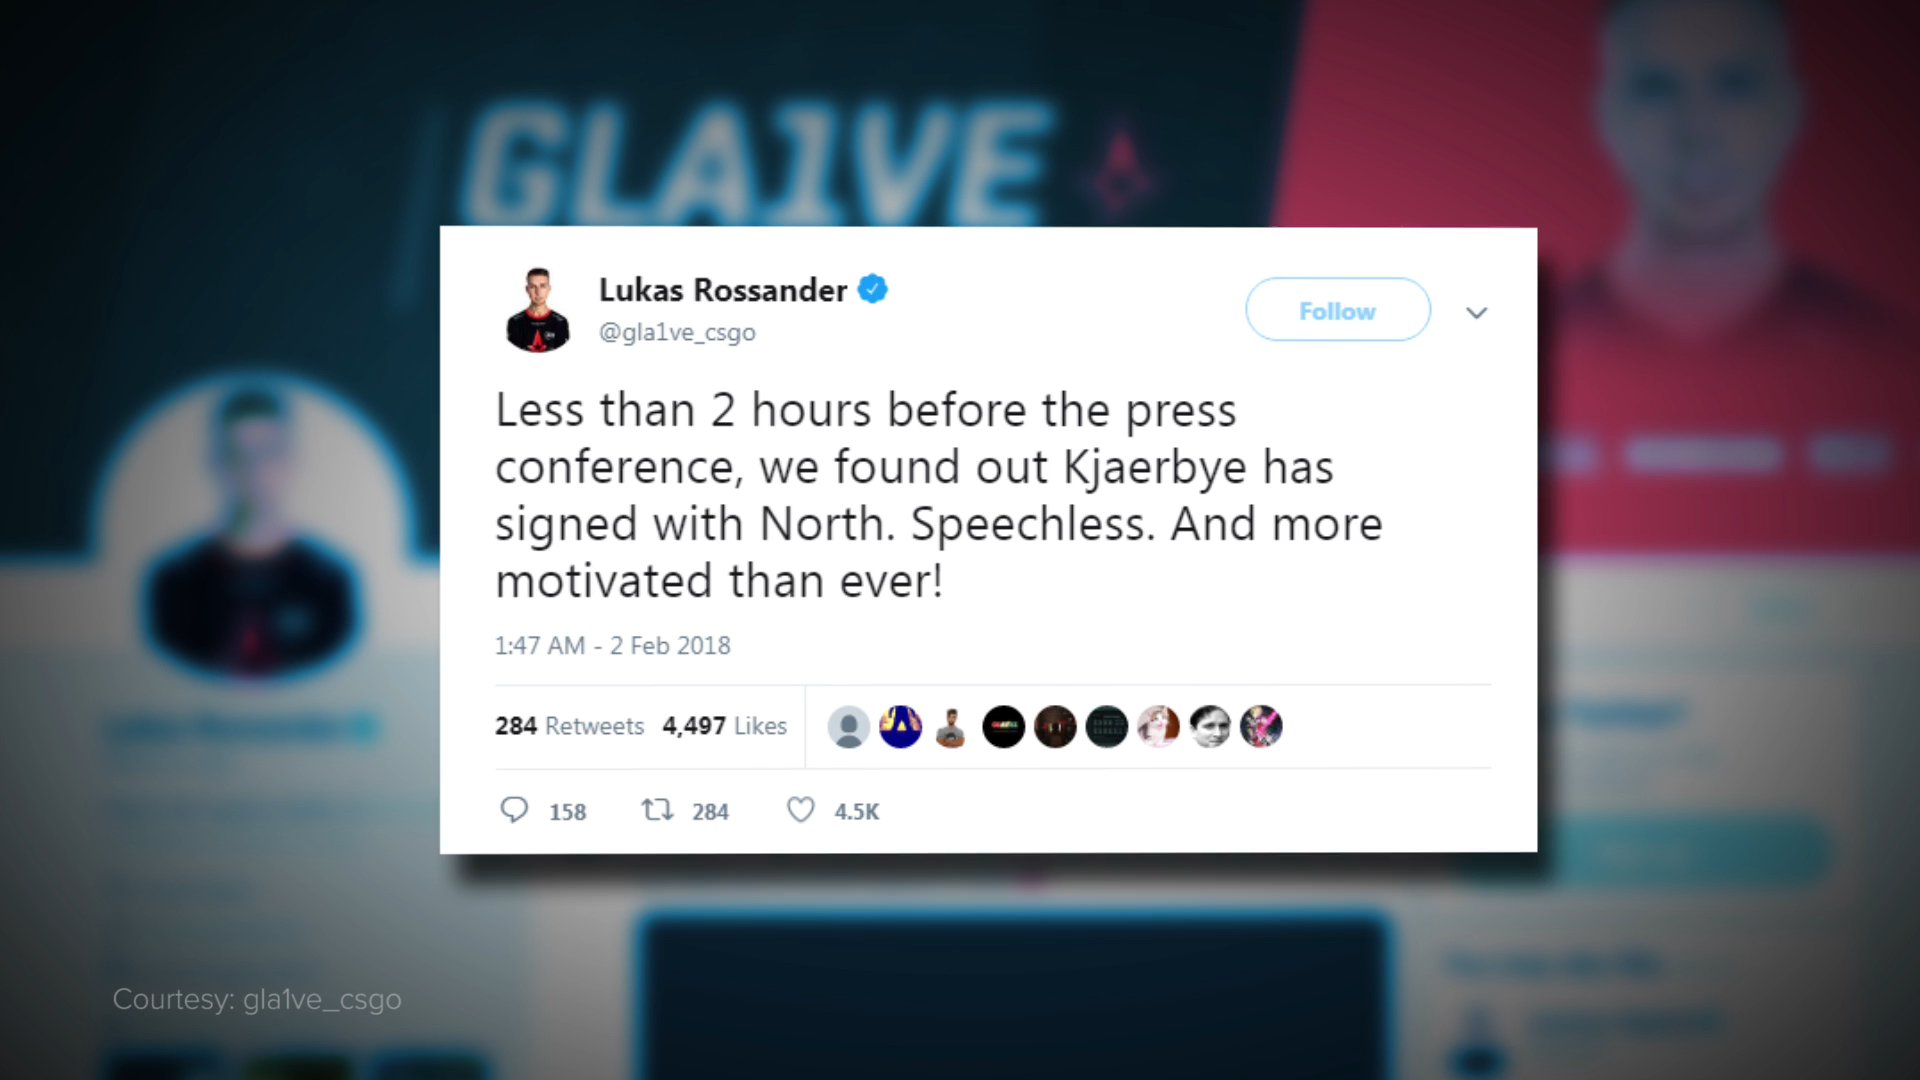 GLA1VE
Lukas Rossander
@gla1ve_csgo
Follow
Less than 2 hours before the press
conference, we found out Kjaerbye has
signed with North. Speechless. And more
motivated than ever!
1:47 AM - 2 Feb 2018
284 Retweets 4,497 Likes
158 284 4.5K
Courtesy: gla1ve_csgo